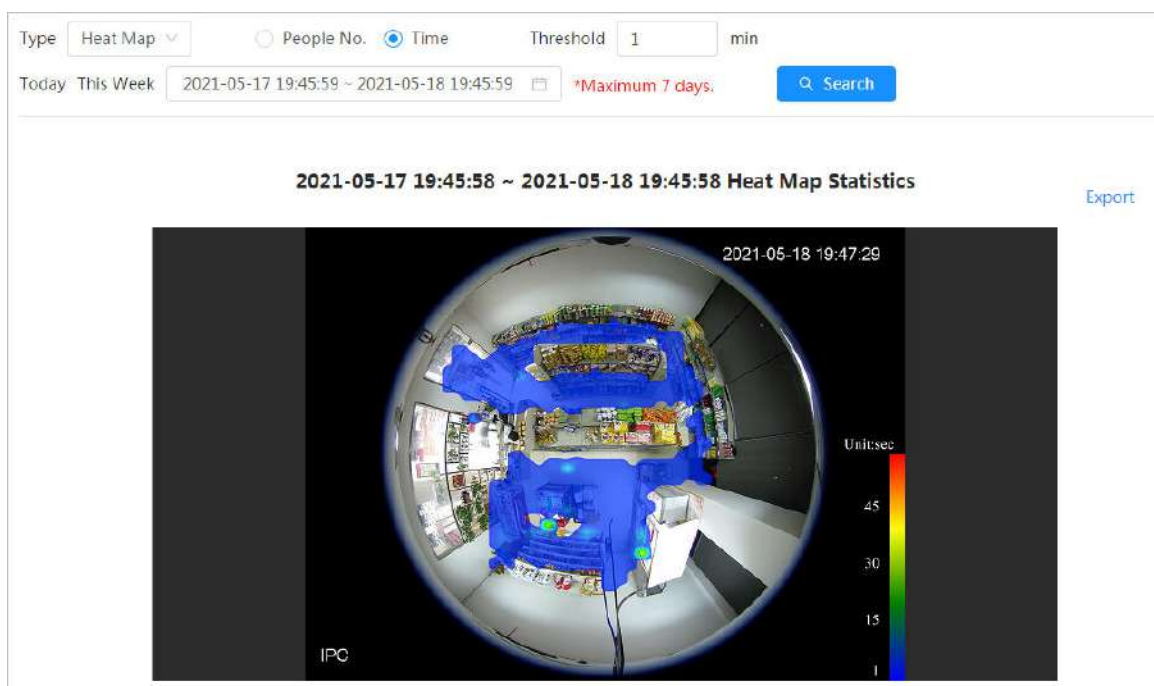 Type Heat Map People No. Time Threshold 1 min
Today This Week 2021-05-17 19:45:59 ~ 2021-05-18 19:45:59 *Maximum 7 days. Search
2021-05-17 19:45:58 ~ 2021-05-18 19:45:58 Heat Map Statistics
Export
2021-05-18 19:47:29
Unit:sec
45
30
15
1
IPC